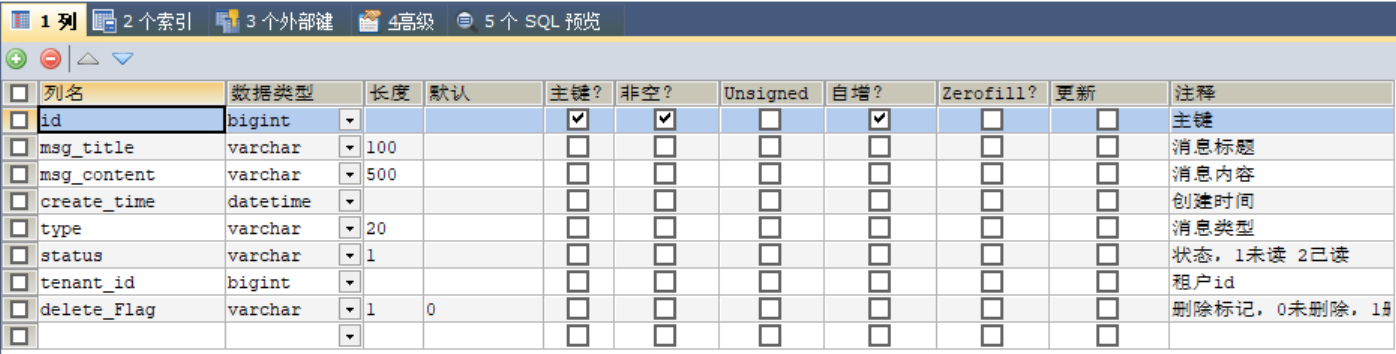 1 列 2 个索引 3 个外部键 4高级 5 个 SQL 预览
列名 数据类型 长度 默认 主键? 非空? Unsigned 自增? Zerofill? 更新 注释
id bigint 主键
msg_title varchar 100 消息标题
msg_content varchar 500 消息内容
create_time datetime 创建时间
type varchar 20 消息类型
status varchar 1 状态，1未读 2已读
tenant_id bigint 租户id
delete_Flag varchar 1 0 删除标记，0未删除，1